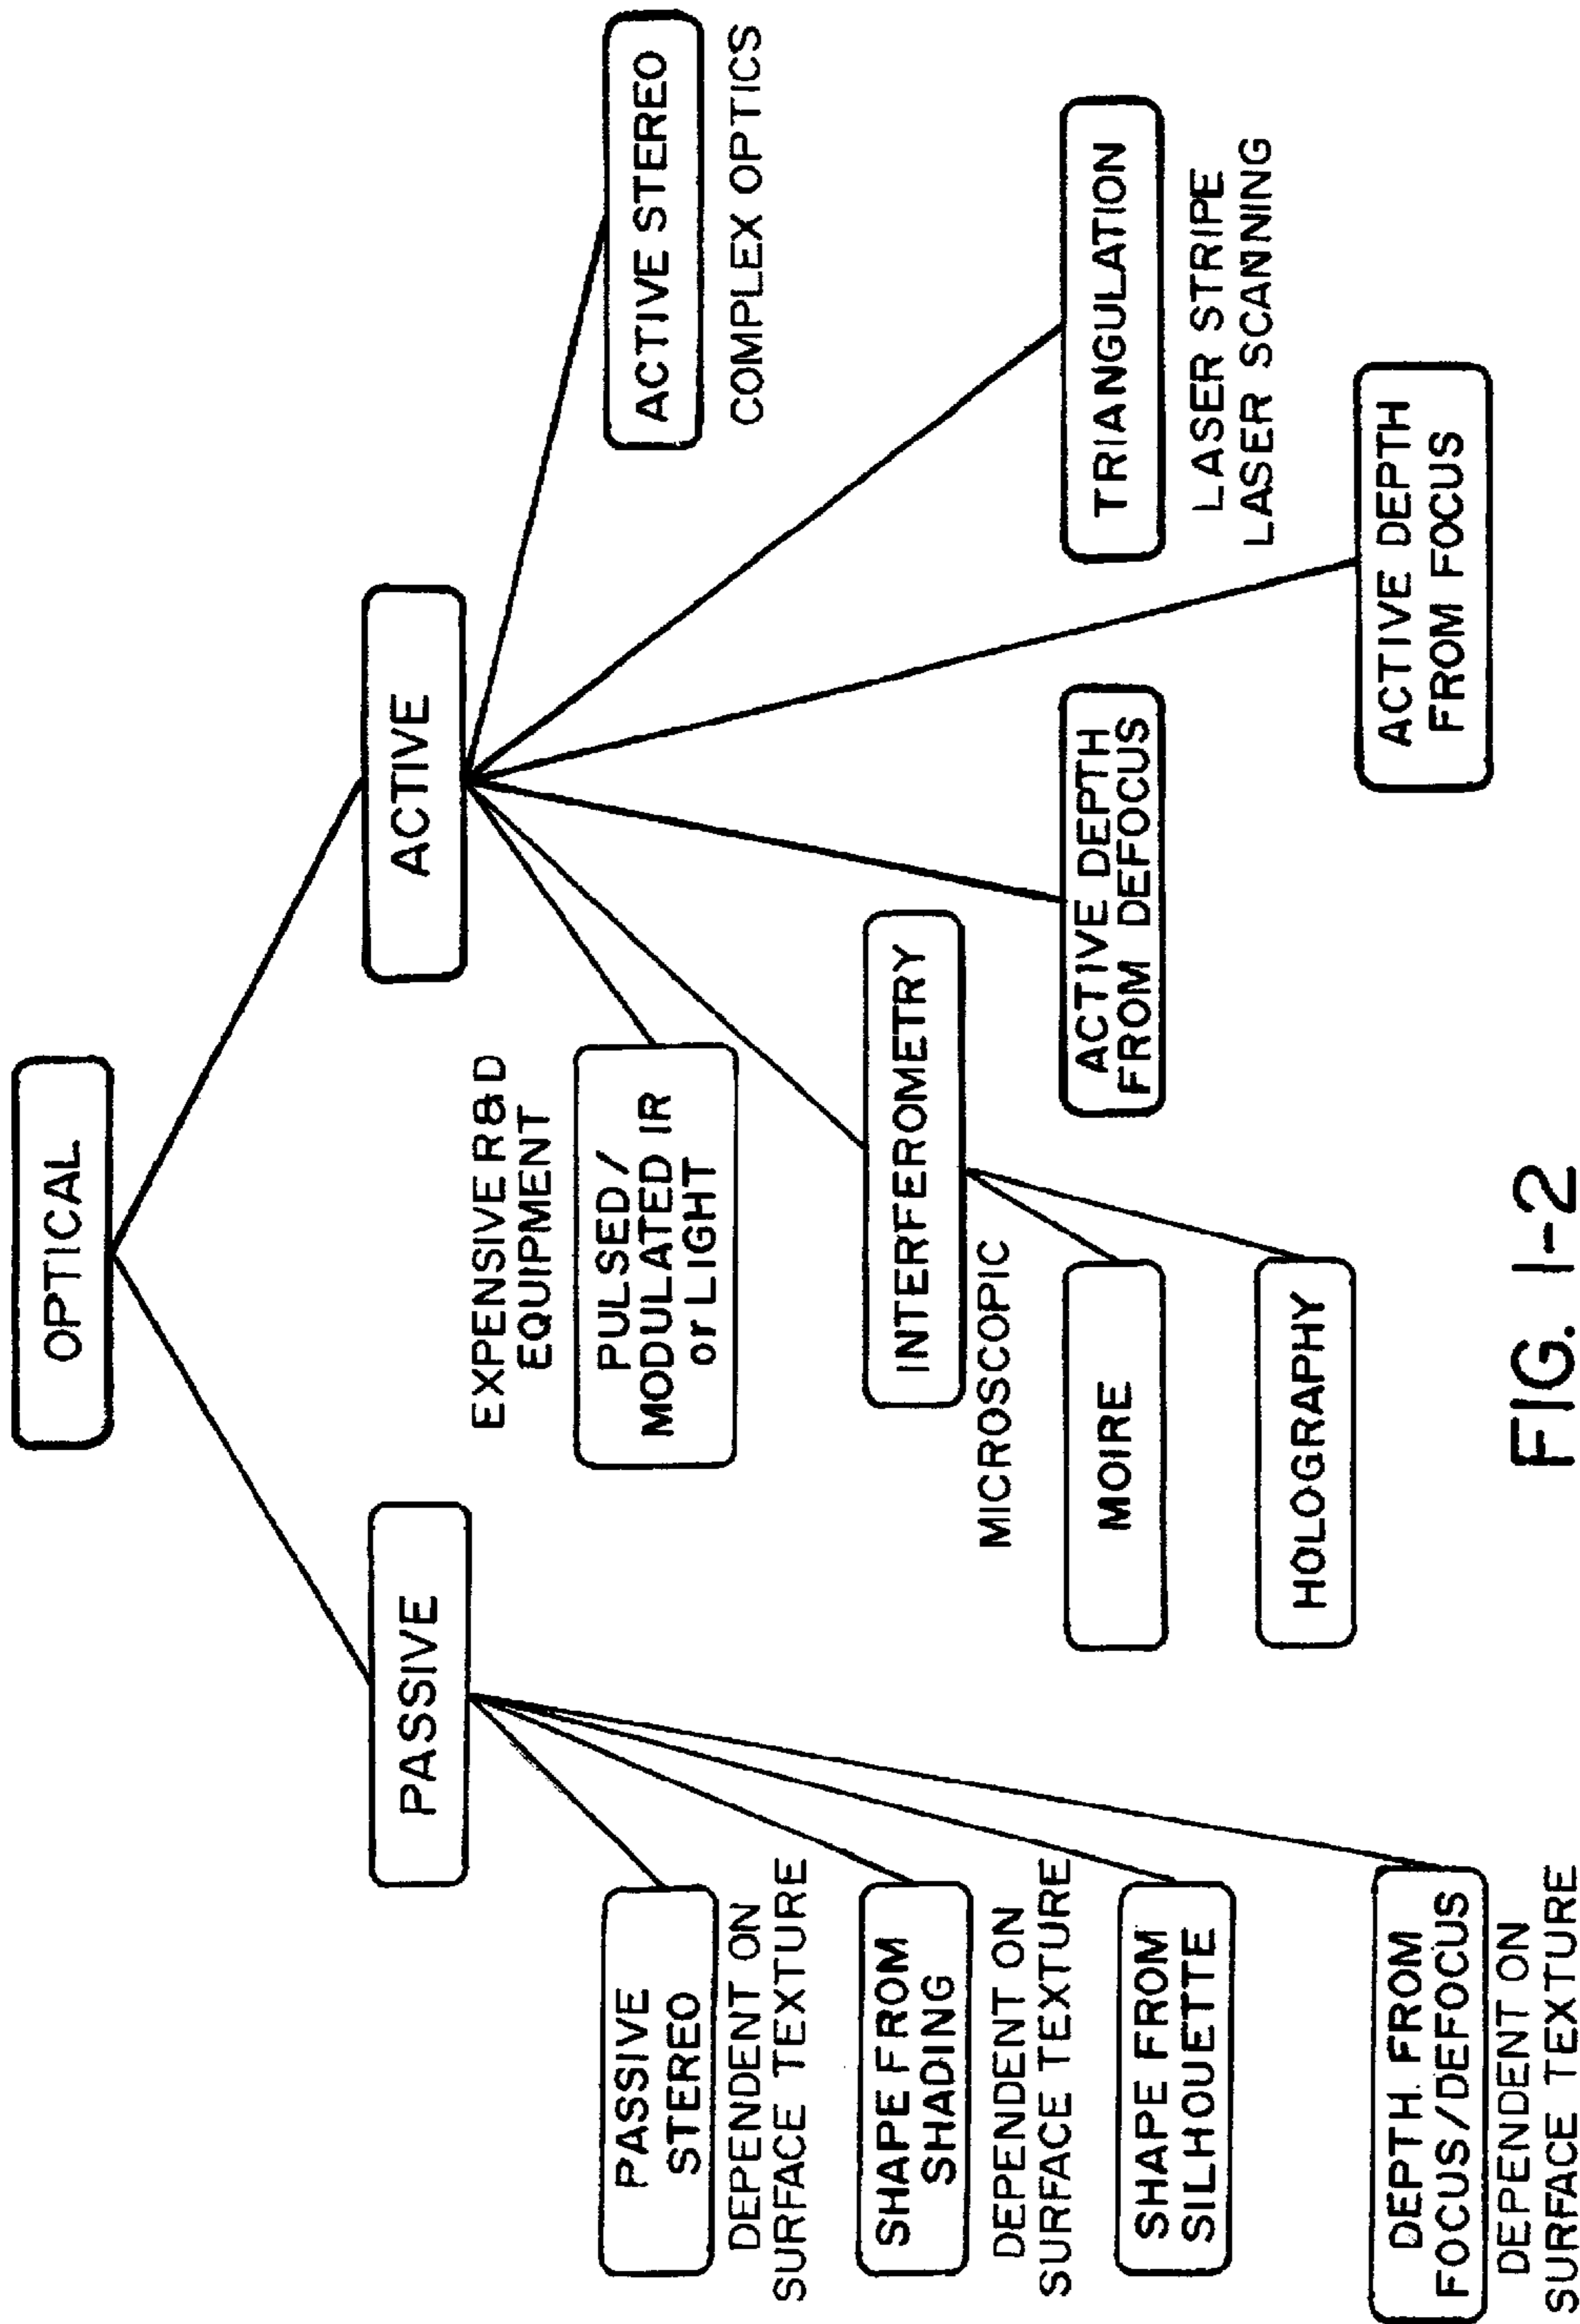 OPTICAL
PASSIVE
ACTIVE
PASSIVE
STEREO
DEPENDENT ON
SURFACE TEXTURE
SHAPE FROM
SHADING
DEPENDENT ON
SURFACE TEXTURE
SHAPE FROM
SILHOUETTE
DEPTH FROM
FOCUS/DEFOCUS
DEPENDENT ON
SURFACE TEXTURE
EXPENSIVE R&D
EQUIPMENT
PULSED/
MODULATED IR
or LIGHT
INTERFEROMETRY
MICROSCOPIC
MOIRE
HOLOGRAPHY
ACTIVE DEPTH
FROM DEFOCUS
ACTIVE DEPTH
FROM FOCUS
TRIANGULATION
LASER STRIPE
LASER SCANNING
ACTIVE STEREO
COMPLEX OPTICS
FIG. 1-2